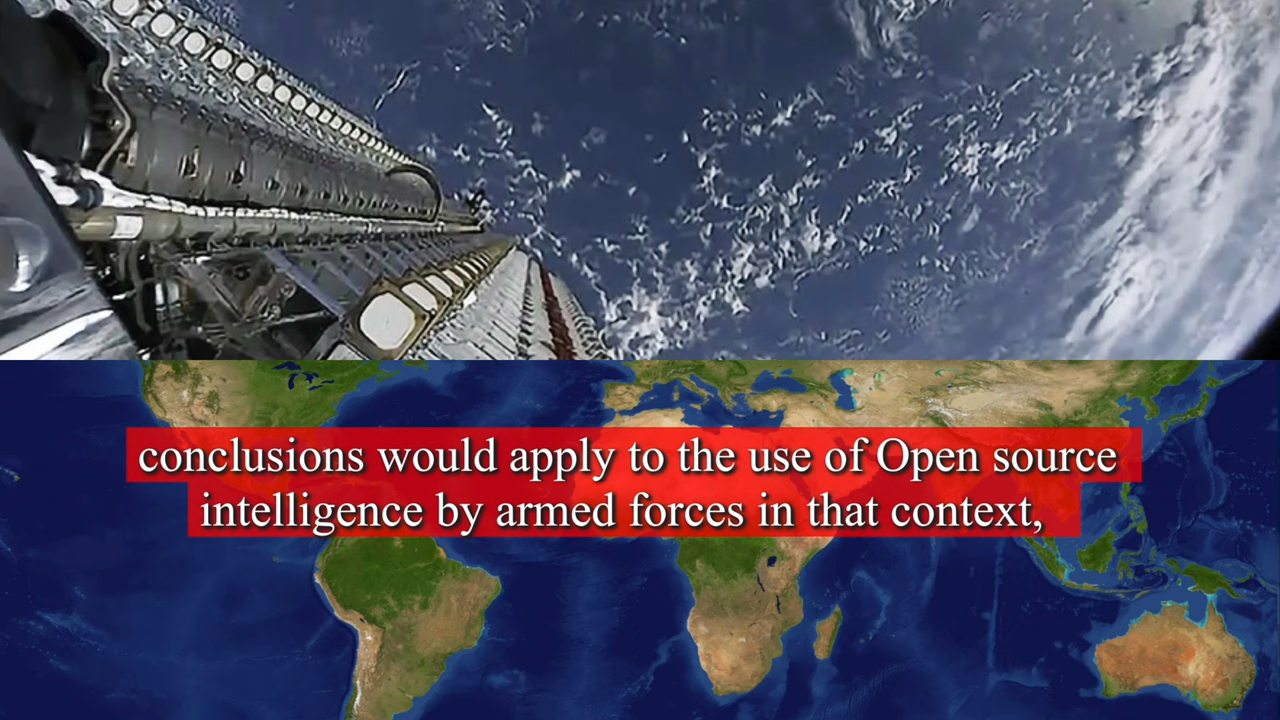 conclusions would apply to the use of Open source
intelligence by armed forces in that context,